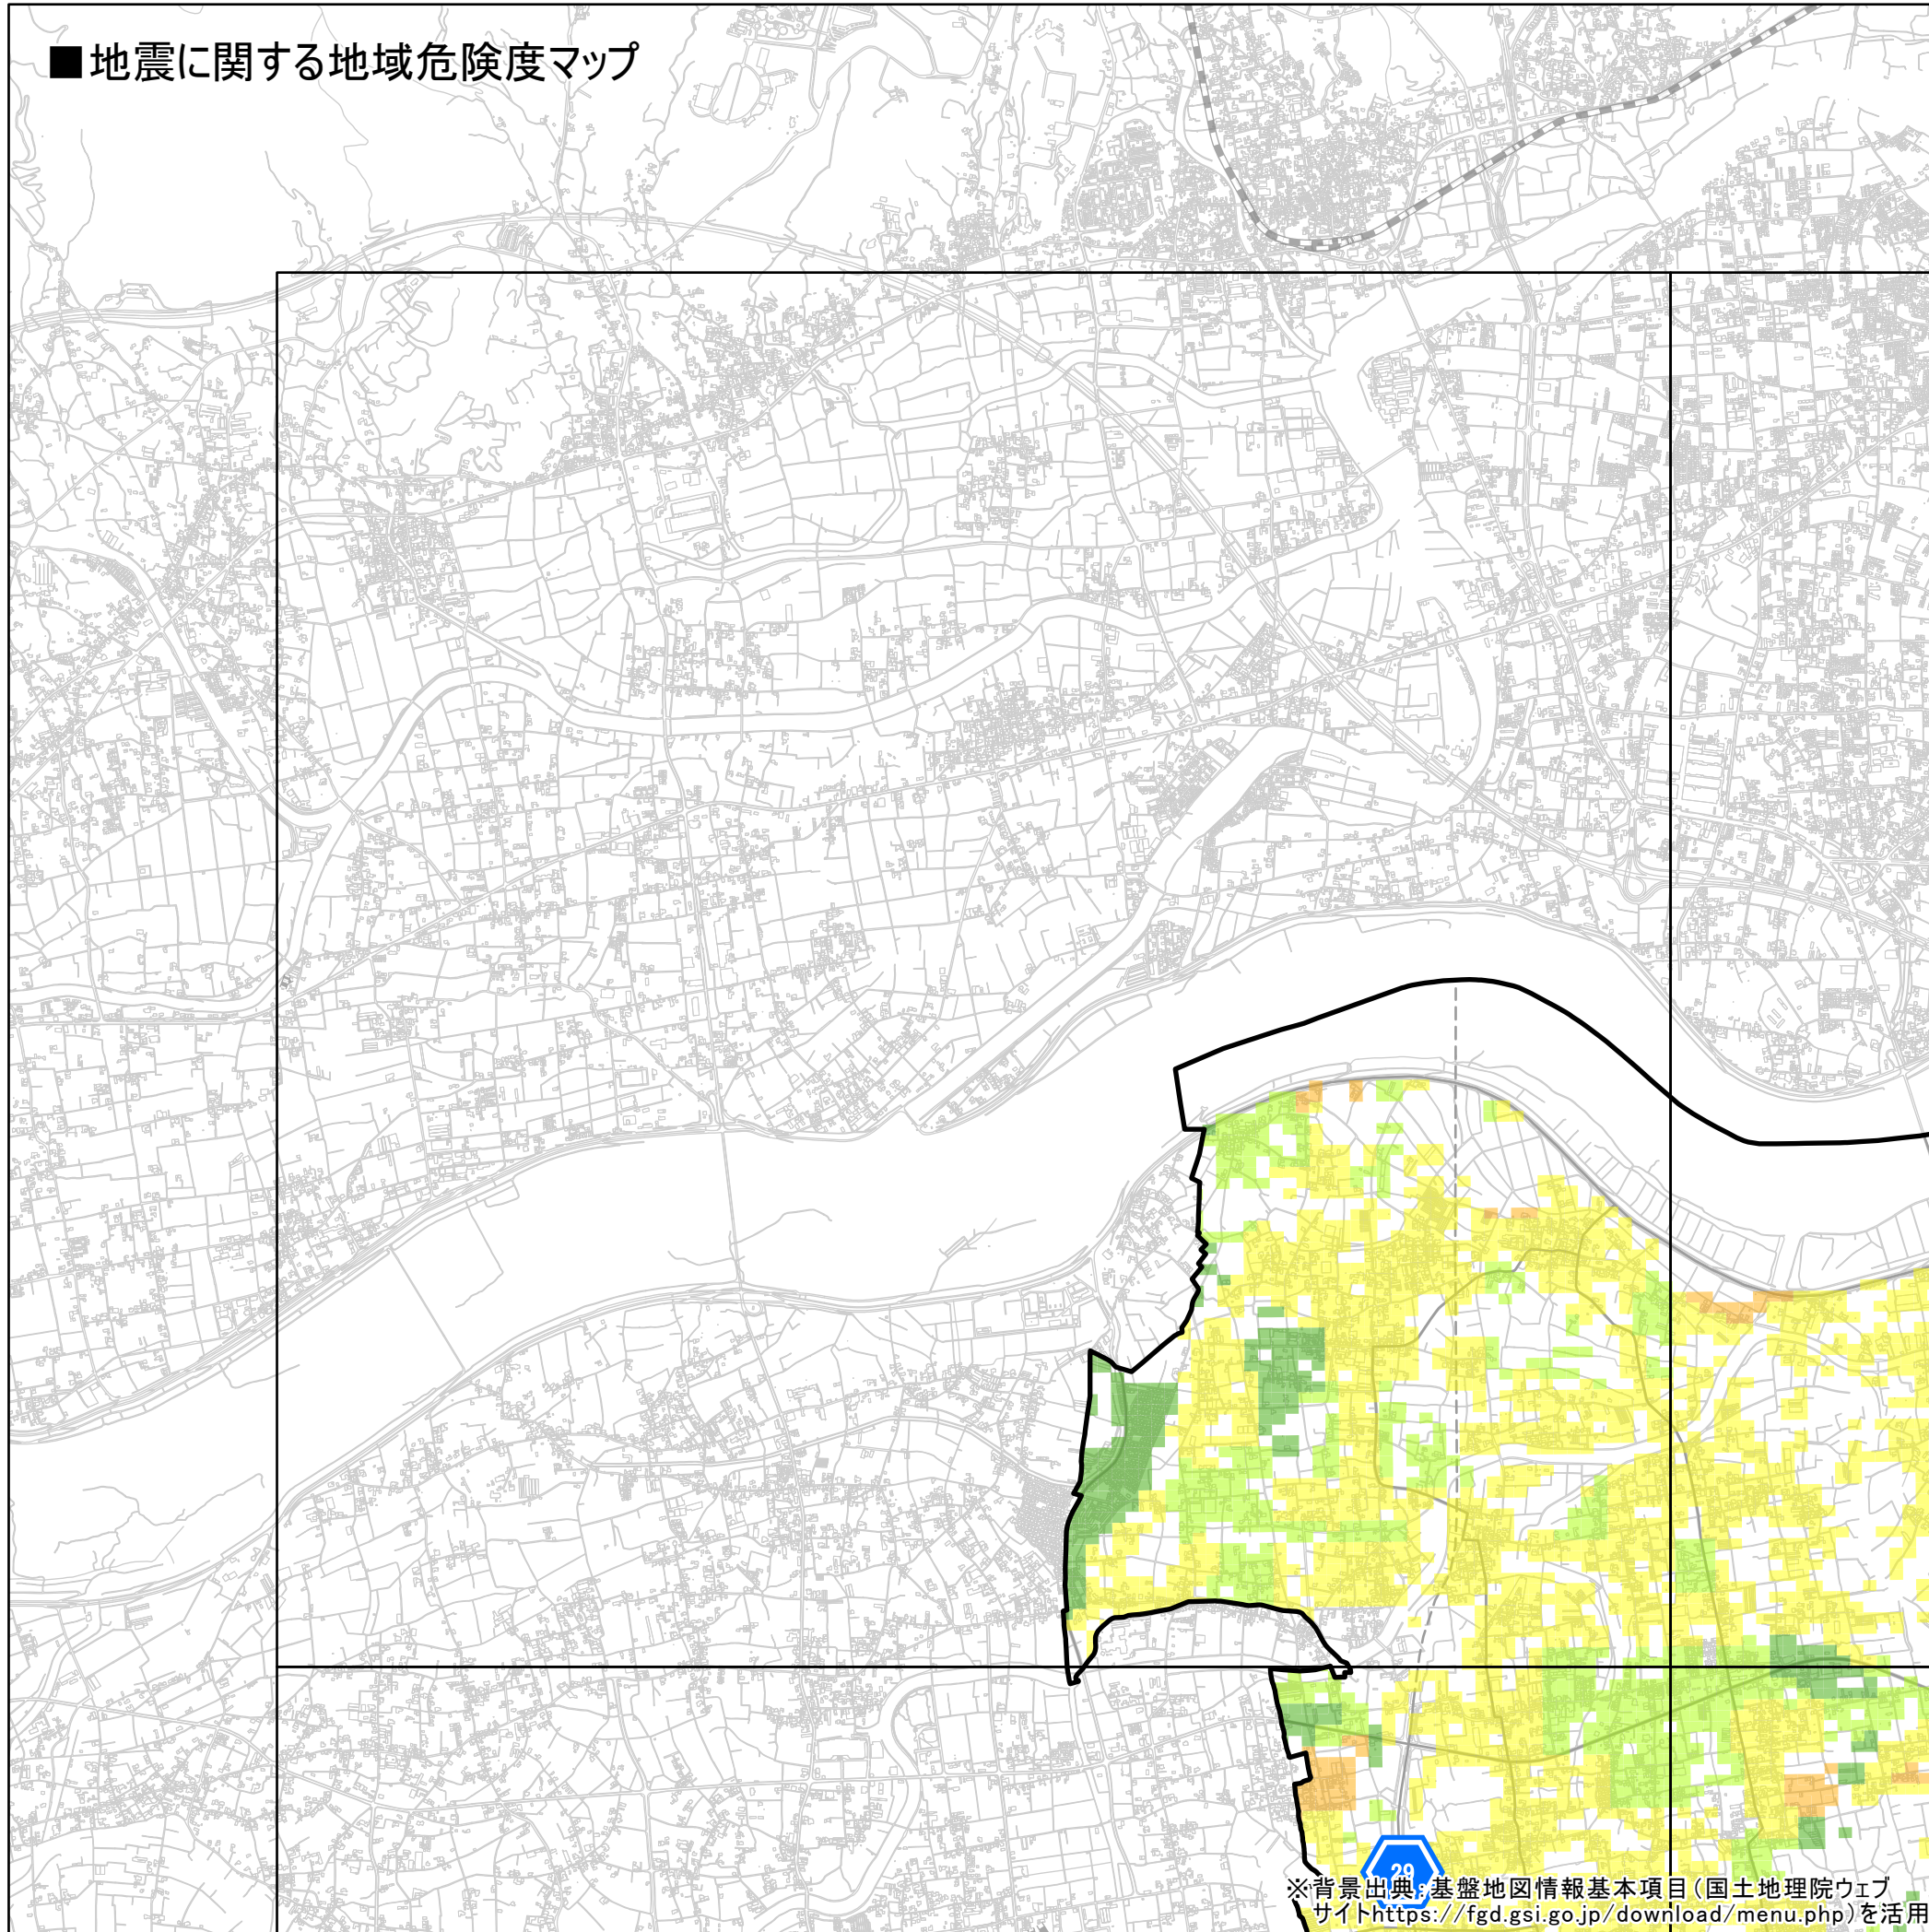 ■地震に関する地域危険度マップ
29
※背景出典：基盤地図情報基本項目（国土地理院ウェブ
サイトhttps://fgd.gsi.go.jp/download/menu.php）を活用